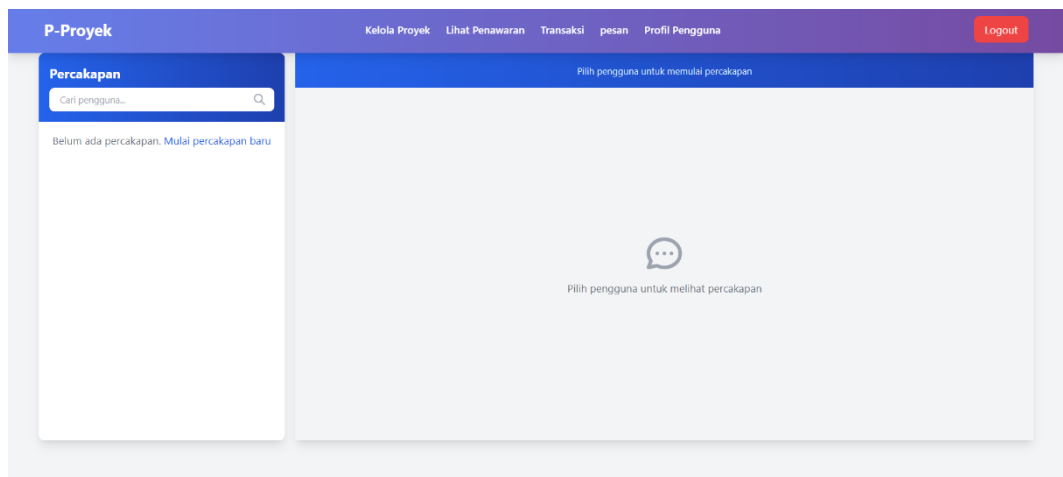 P-Proyek
Kelola Proyek Lihat Penawaran Transaksi pesan Profil Pengguna
Logout
Percakapan
Cari pengguna...
Belum ada percakapan. Mulai percakapan baru
Pilih pengguna untuk memulai percakapan
Pilih pengguna untuk melihat percakapan